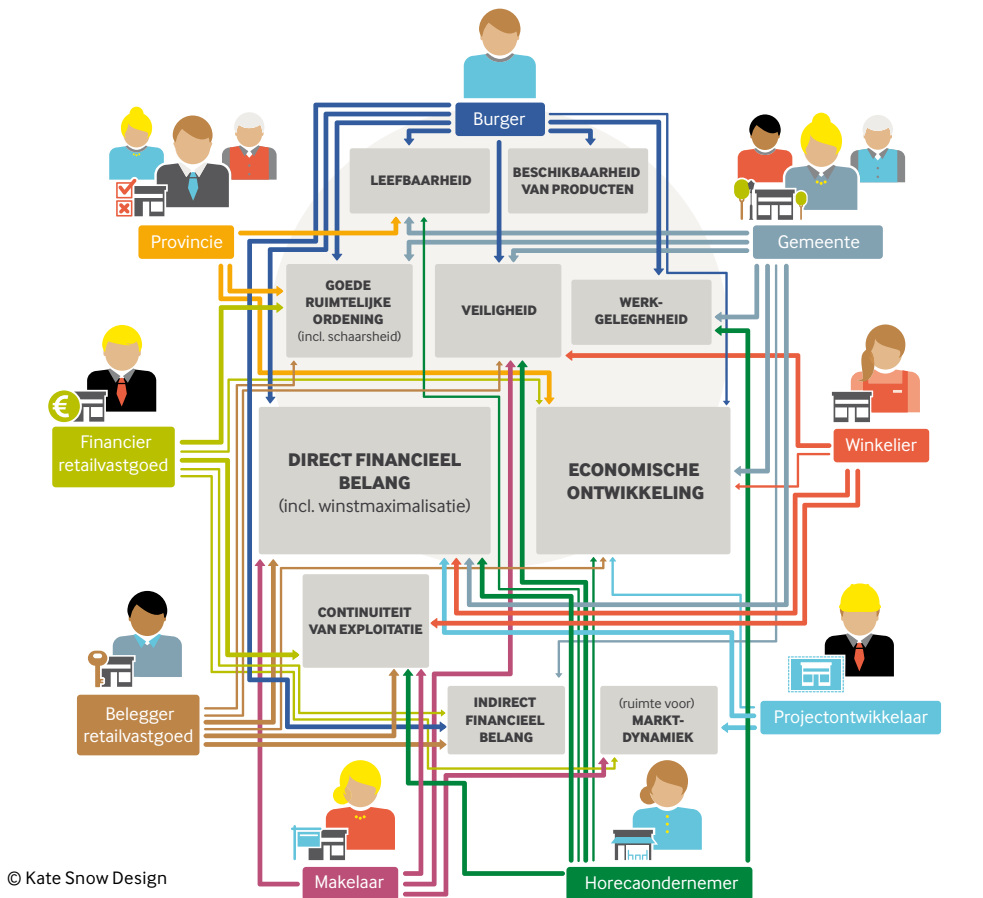 Burger
LEEFBAARHEID
BESCHIKBAARHEID
VAN PRODUCTEN
Provincie
Gemeente
GOEDE
RUIMTELIJKE
ORDENING
(incl. schaarsheid)
VEILIGHEID
WERK-
GELEGENHEID
€
Financier
retailvastgoed
Winkelier
DIRECT FINANCIEEL
BELANG
(incl. winstmaximalisatie)
ECONOMISCHE
ONTWIKKELING
CONTINUITEIT
VAN EXPLOITATIE
Belegger
retailvastgoed
INDIRECT
FINANCIEEL
BELANG
(ruimte voor)
MARKT-
DYNAMIEK
Projectontwikkelaar
Makelaar
Horecaondernemer
© Kate Snow Design